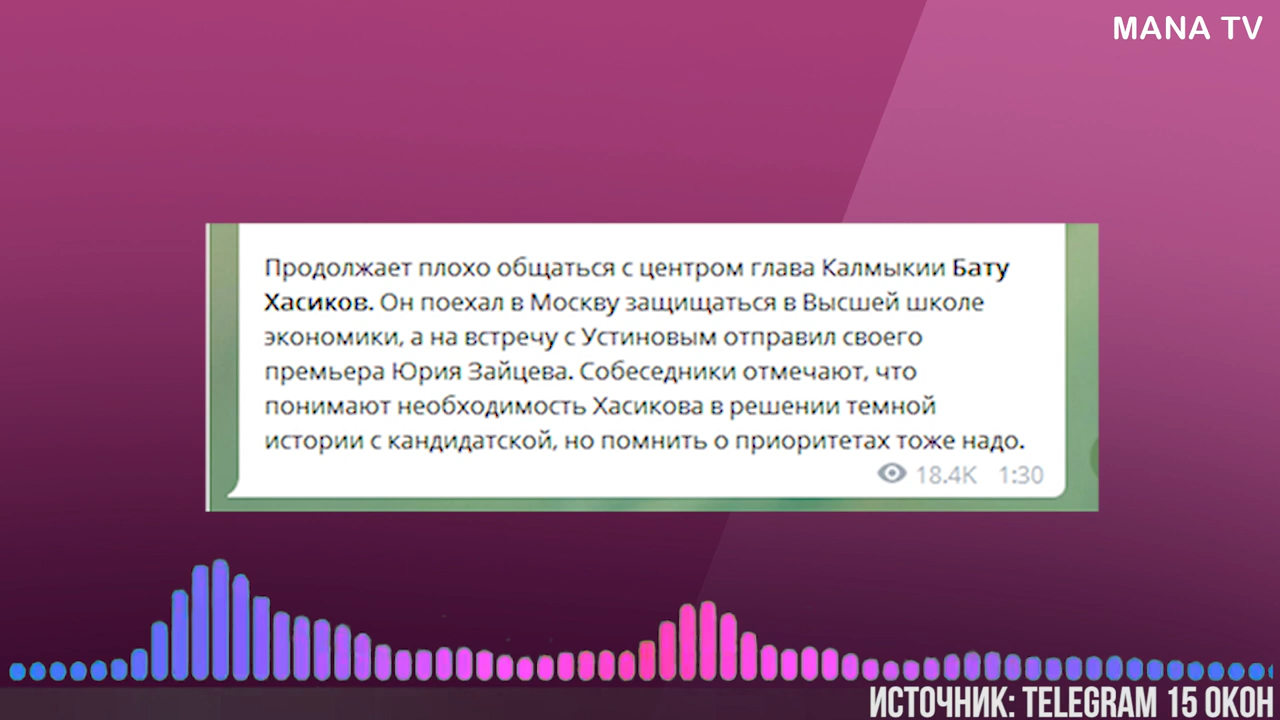 MANA TV
Продолжает плохо общаться с центром глава Калмыкии Бату
Хасиков. Он поехал в Москву защищаться в Высшей школе
экономики, а на встречу с Устиновым отправил своего
премьера Юрия Зайцева. Собеседники отмечают, что
понимают необходимость Хасикова в решении темной
истории с кандидатской, но помнить о приоритетах тоже надо.
18.4K 1:30
ИСТОЧНИК: TELEGRAM 15 ОКОН